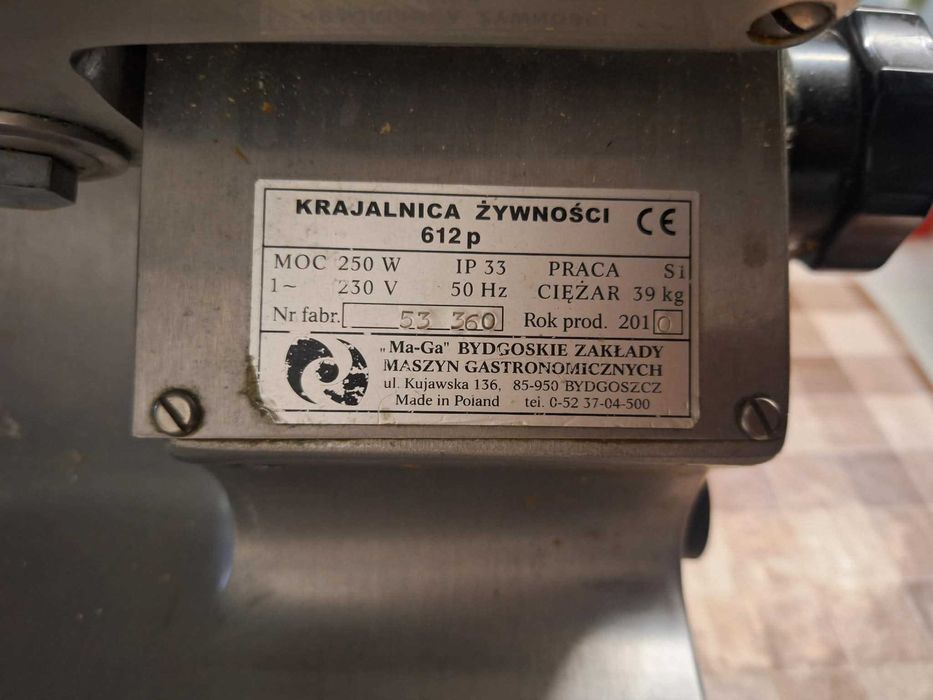 KRAJALNICA ŻYWNOŚCI CE
612 p
MOC 250 W IP 33 PRACA S1
1~ 230 V 50 Hz CIĘŻAR 39 kg
Nr fabr. 53 360 Rok prod. 2010
„Ma-Ga" BYDGOSKIE ZAKŁADY
MASZYN GASTRONOMICZNYCH
ul. Kujawska 136, 85-950 BYDGOSZCZ
Made in Poland tel. 0-52 37-04-500